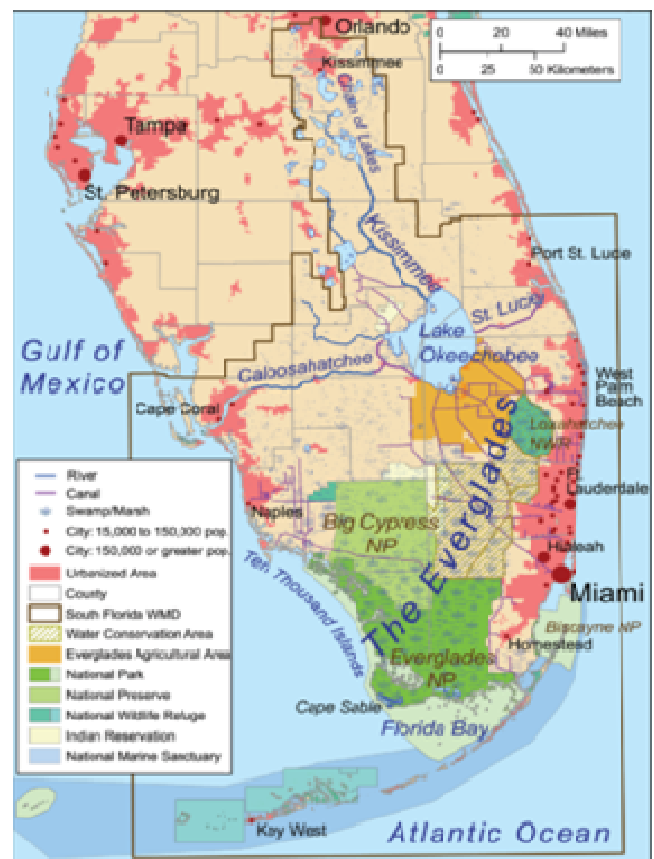 Orlando
0 20 40 Miles
0 25 50 Kilometers
Kissimmee
Chain of Lakes
Tampa
St. Petersburg
Kissimmee
Port St. Lucie
St. Lucie
Lake
Okeechobee
Gulf of
Mexico
Caloosahatchee
West
Palm
Beach
Cape Coral
Loxahatchee
NWR
The Everglades
River
Canal
Swamp/Marsh
City: 15,000 to 150,000 pop.
City: 150,000 or greater pop.
Urbanized Area
County
South Florida WMD
Water Conservation Area
Everglades Agricultural Area
National Park
National Preserve
National Wildlife Refuge
Indian Reservation
National Marine Sanctuary
Lauderdale
Naples
Big Cypress
NP
Hialeah
Ten Thousand Islands
Miami
Biscayne NP
Homestead
Everglades
NP
Cape Sable
Florida Bay
Key West
Atlantic Ocean